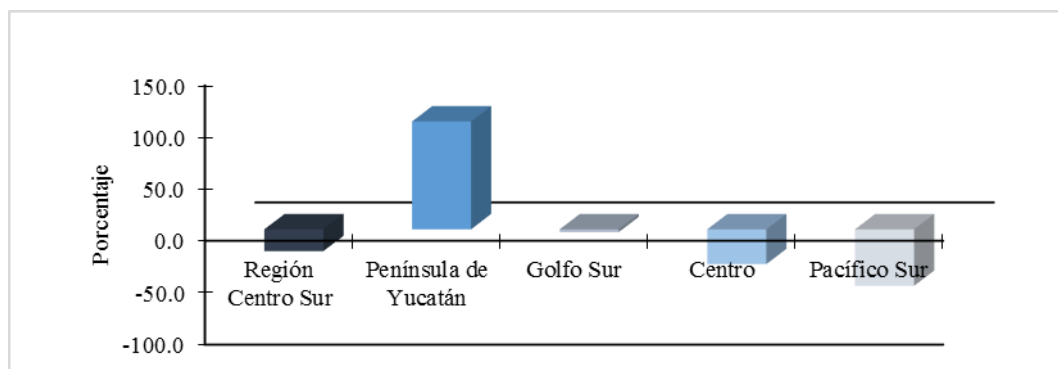 150.0
100.0
50.0
0.0
-50.0
-100.0
Porcentaje
Región
Centro Sur
Península de
Yucatán
Golfo Sur
Centro
Pacífico Sur